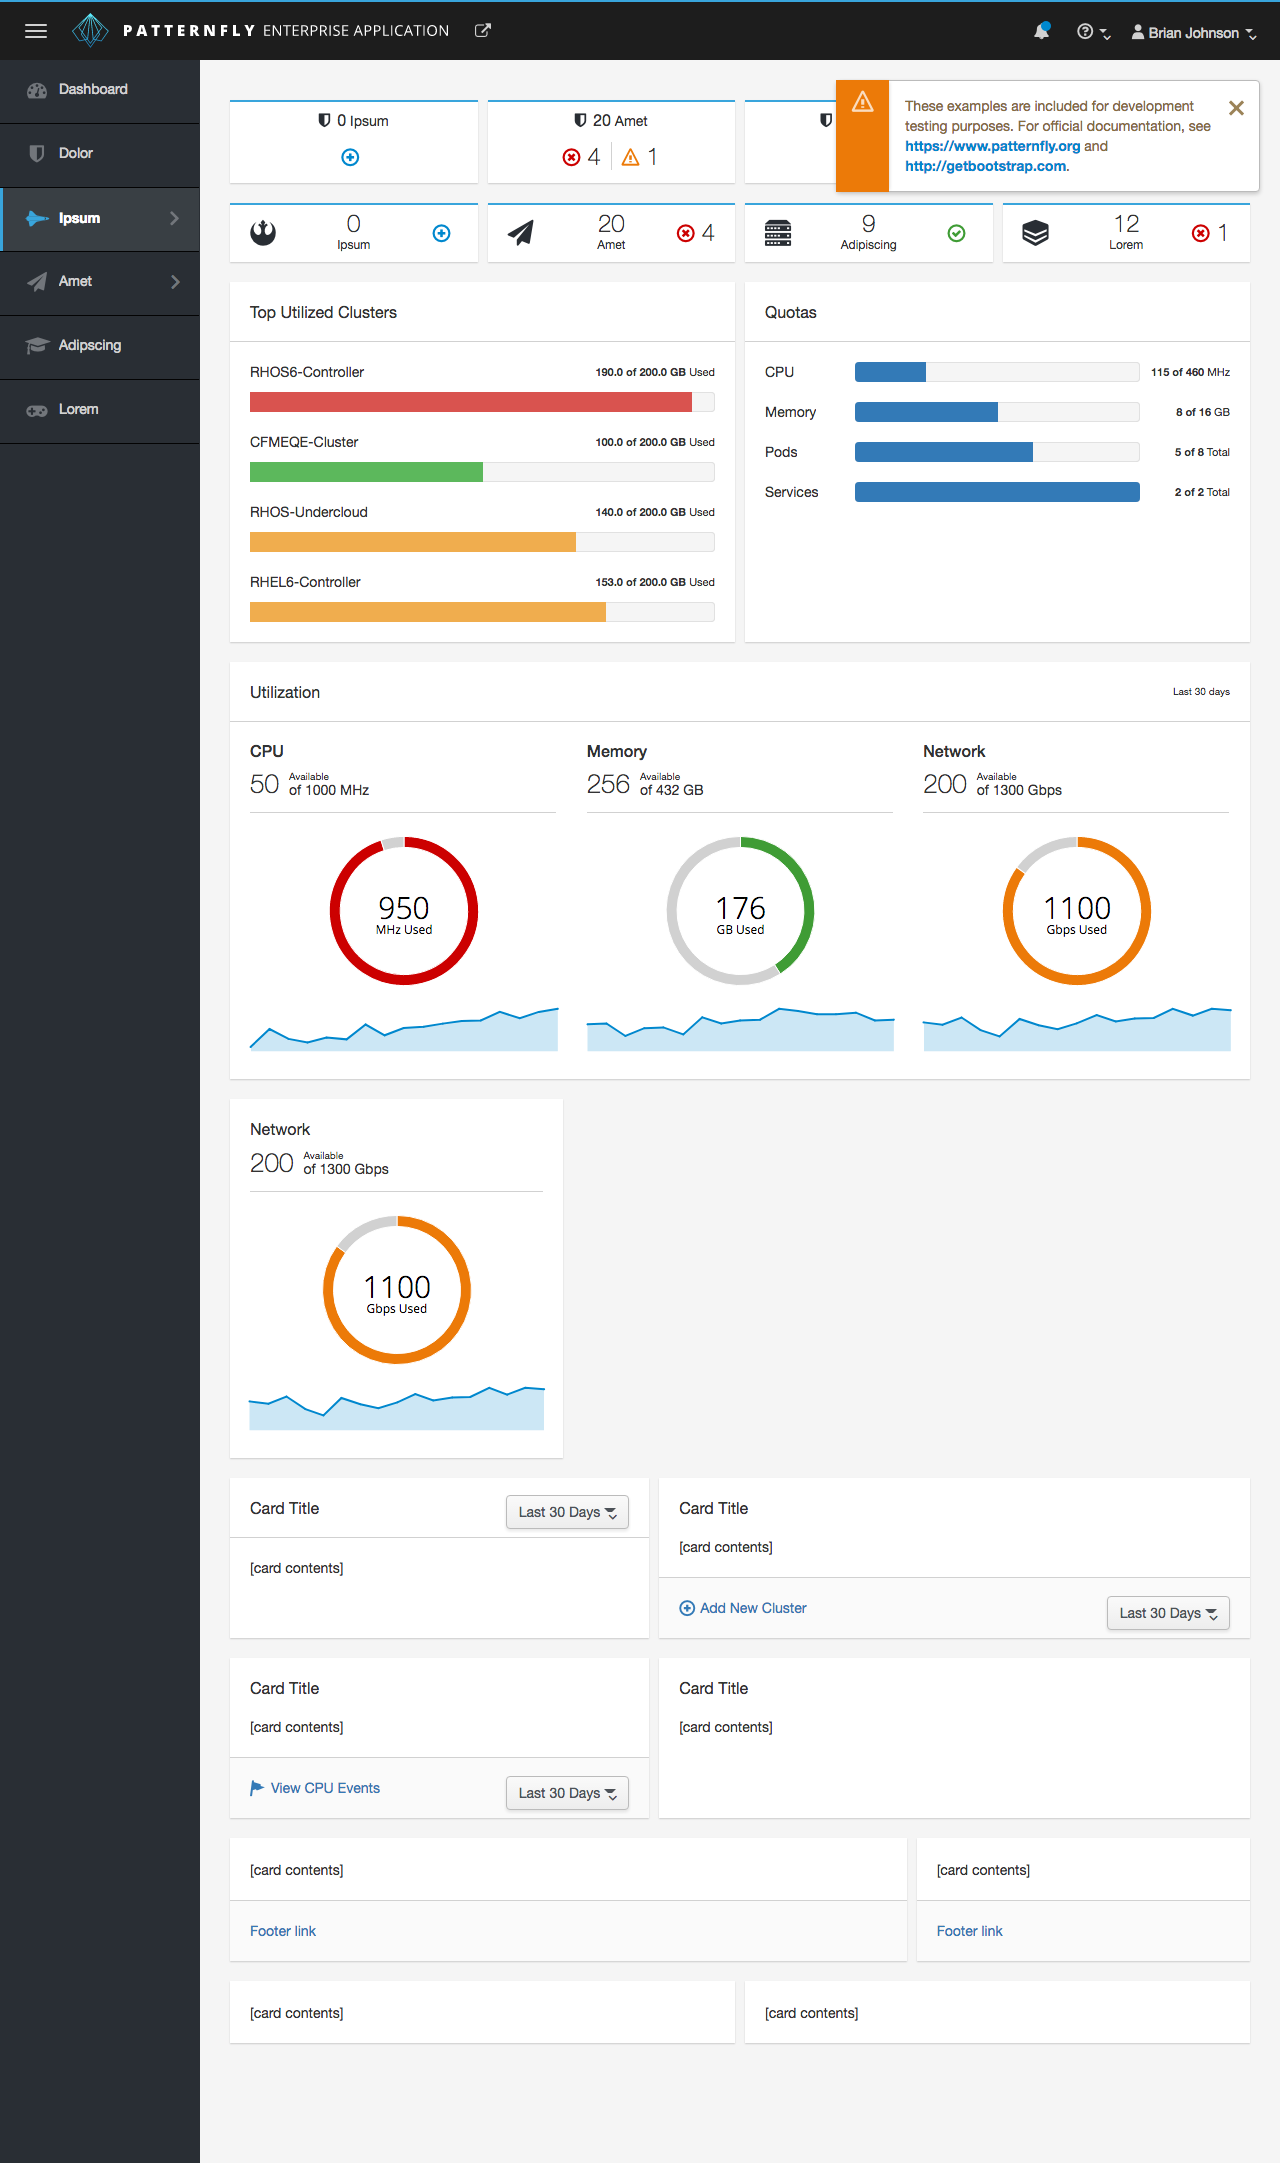 PATTERNFLY ENTERPRISE APPLICATION
Brian Johnson
Dashboard
Dolor
Ipsum
Amet
Adipscing
Lorem
These examples are included for development
testing purposes. For official documentation, see
https://www.patternfly.org and
http://getbootstrap.com.
0 Ipsum
20 Amet
4 1
0
Ipsum
20
Amet
4
9
Adipiscing
12
Lorem
1
Top Utilized Clusters
RHOS6-Controller 190.0 of 200.0 GB Used
CFMEQE-Cluster 100.0 of 200.0 GB Used
RHOS-Undercloud 140.0 of 200.0 GB Used
RHEL6-Controller 153.0 of 200.0 GB Used
Quotas
CPU 115 of 460 MHz
Memory 8 of 16 GB
Pods 5 of 8 Total
Services 2 of 2 Total
Utilization Last 30 days
CPU
50 Available
of 1000 MHz
950
MHz Used
Memory
256 Available
of 432 GB
176
GB Used
Network
200 Available
of 1300 Gbps
1100
Gbps Used
Network
200 Available
of 1300 Gbps
1100
Gbps Used
Card Title Last 30 Days
[card contents]
Card Title
[card contents]
Add New Cluster Last 30 Days
Card Title
[card contents]
View CPU Events Last 30 Days
Card Title
[card contents]
[card contents]
Footer link
[card contents]
Footer link
[card contents]
[card contents]